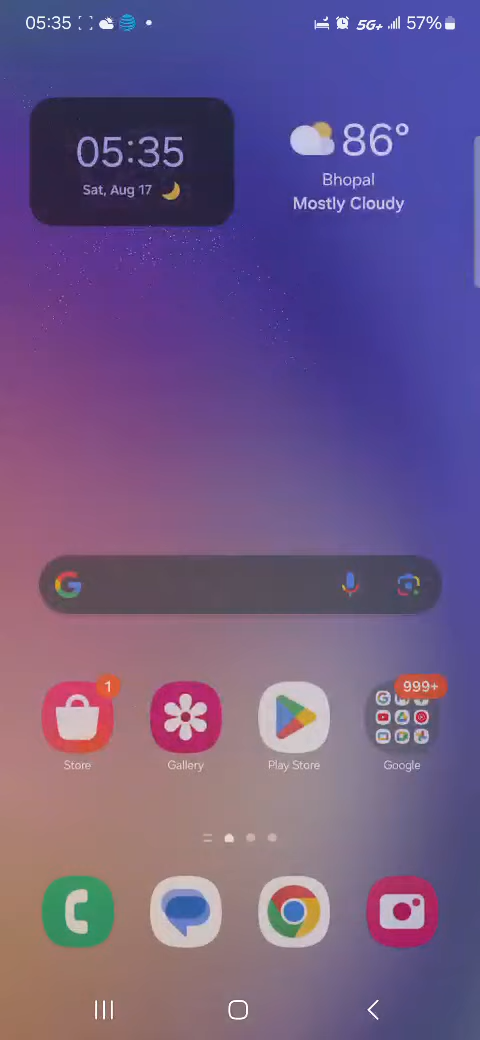 05:35 5G+ 57%
05:35
Sat, Aug 17
86°
Bhopal
Mostly Cloudy
1
999+
Store Gallery Play Store Google